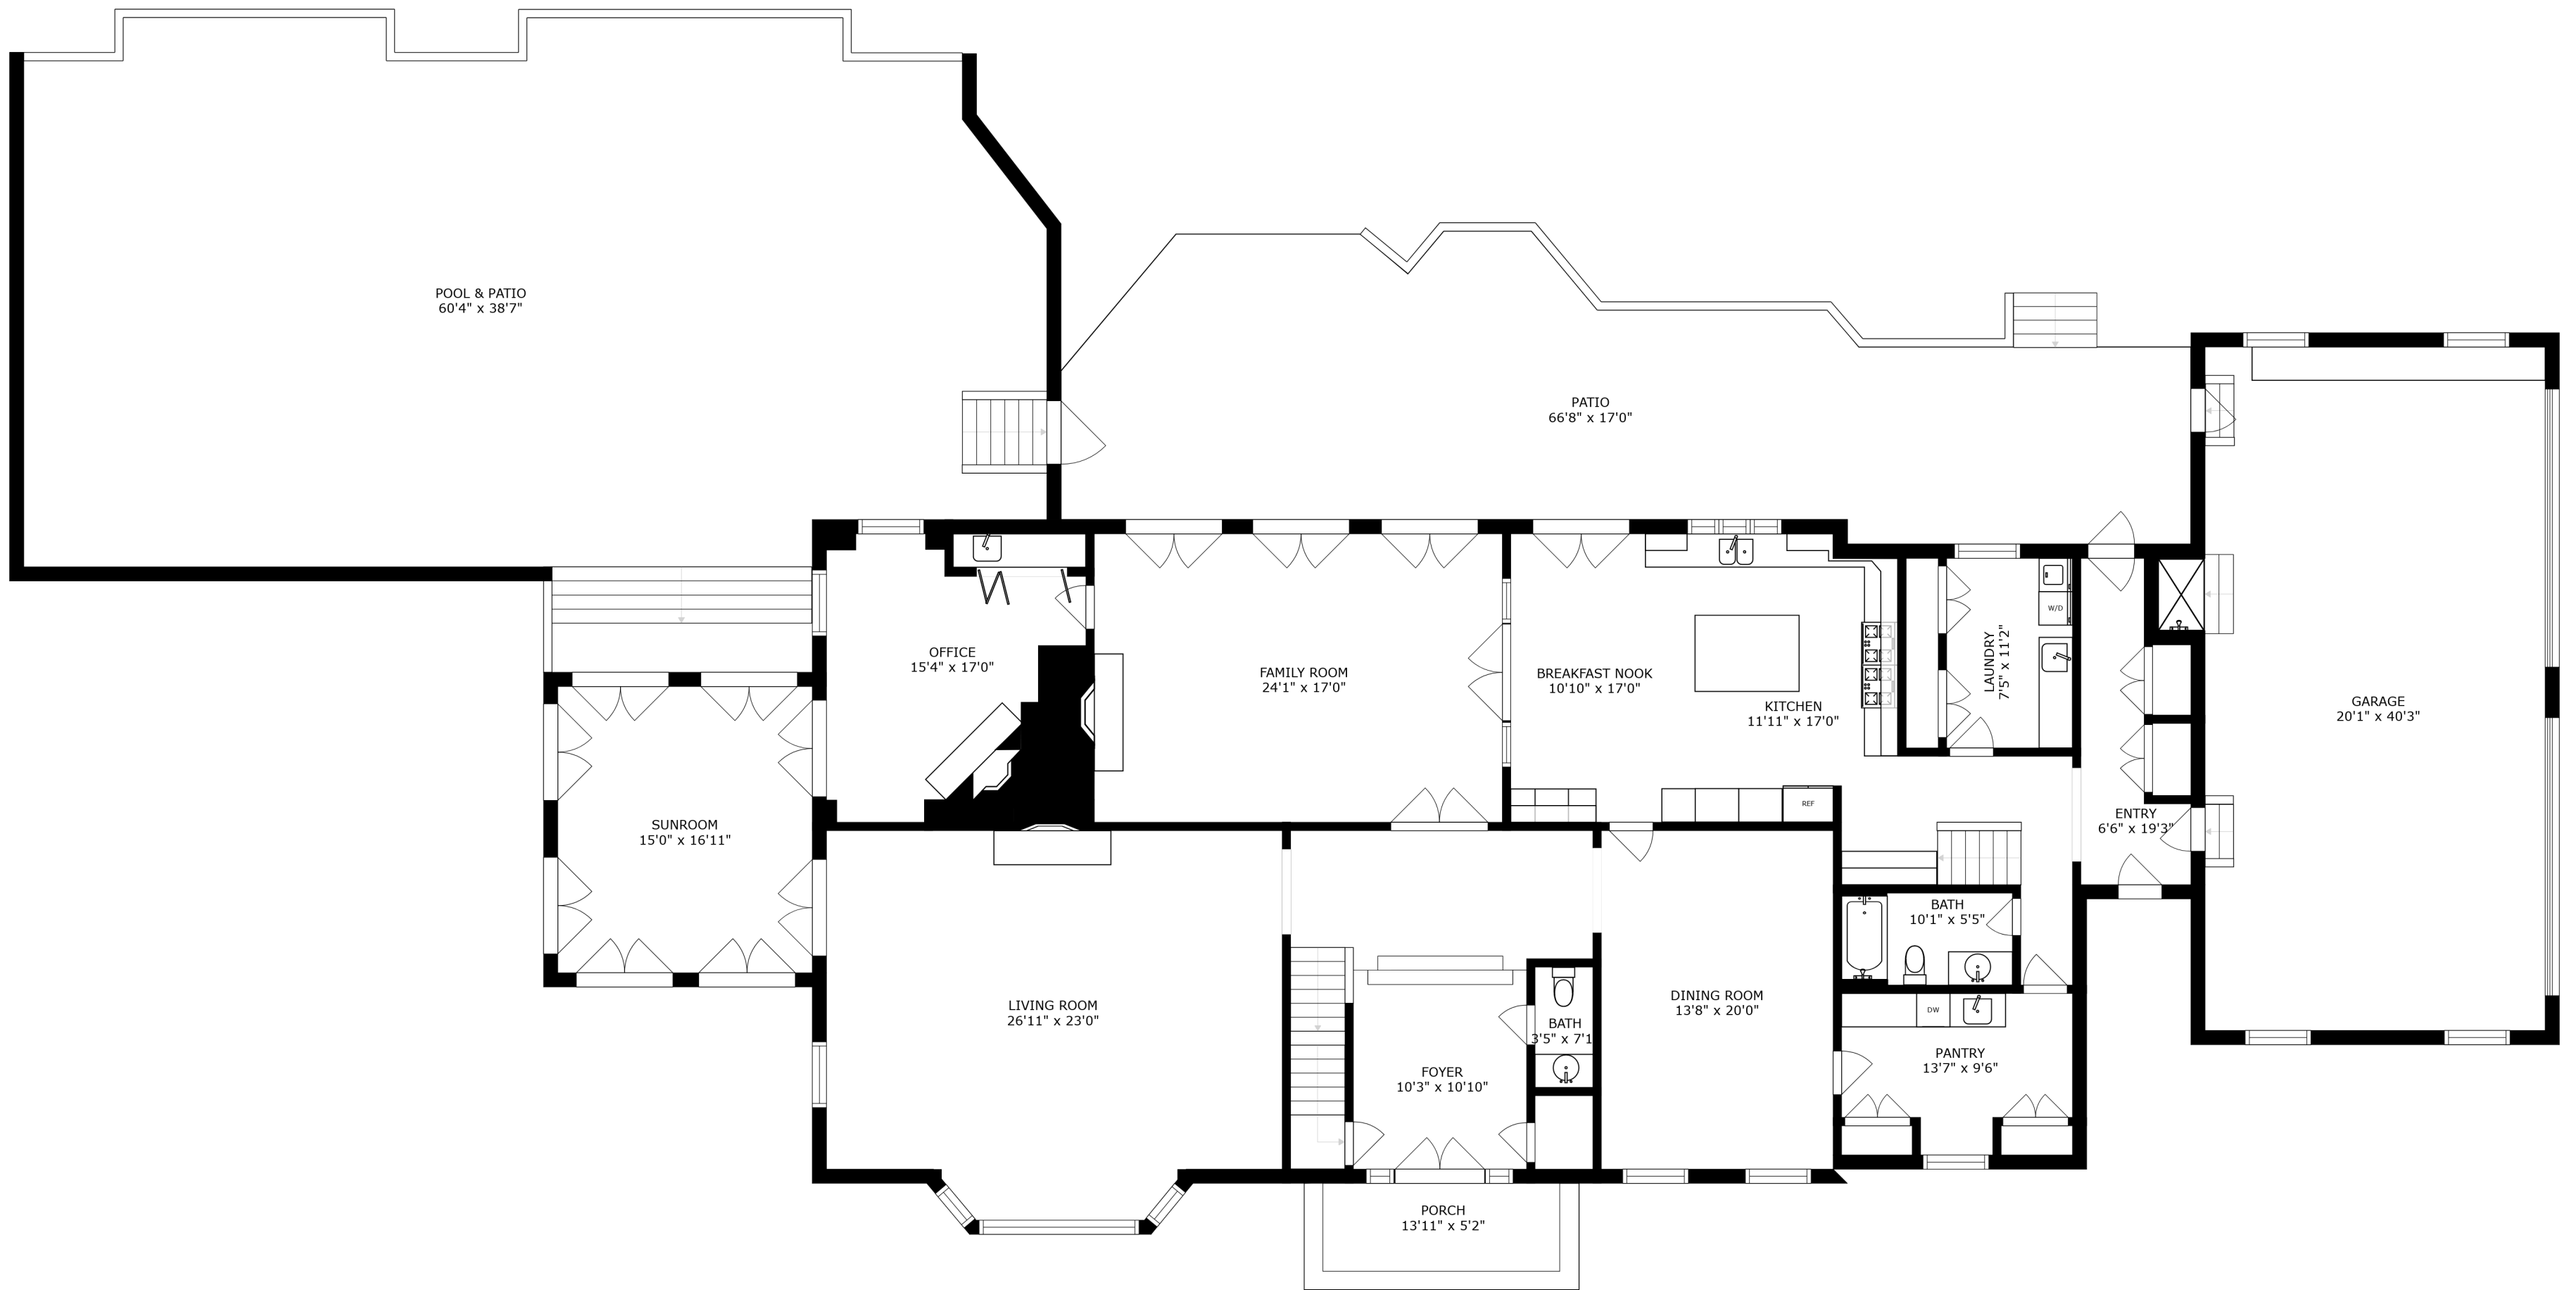 POOL & PATIO
60'4" x 38'7"
PATIO
66'8" x 17'0"
OFFICE
15'4" x 17'0"
FAMILY ROOM
24'1" x 17'0"
BREAKFAST NOOK
10'10" x 17'0"
KITCHEN
11'11" x 17'0"
LAUNDRY
7'5" x 11'2"
W/D
GARAGE
20'1" x 40'3"
REF
ENTRY
6'6" x 19'3"
SUNROOM
15'0" x 16'11"
BATH
10'1" x 5'5"
LIVING ROOM
26'11" x 23'0"
DINING ROOM
13'8" x 20'0"
DW
BATH
3'5" x 7'1
PANTRY
13'7" x 9'6"
FOYER
10'3" x 10'10"
PORCH
13'11" x 5'2"